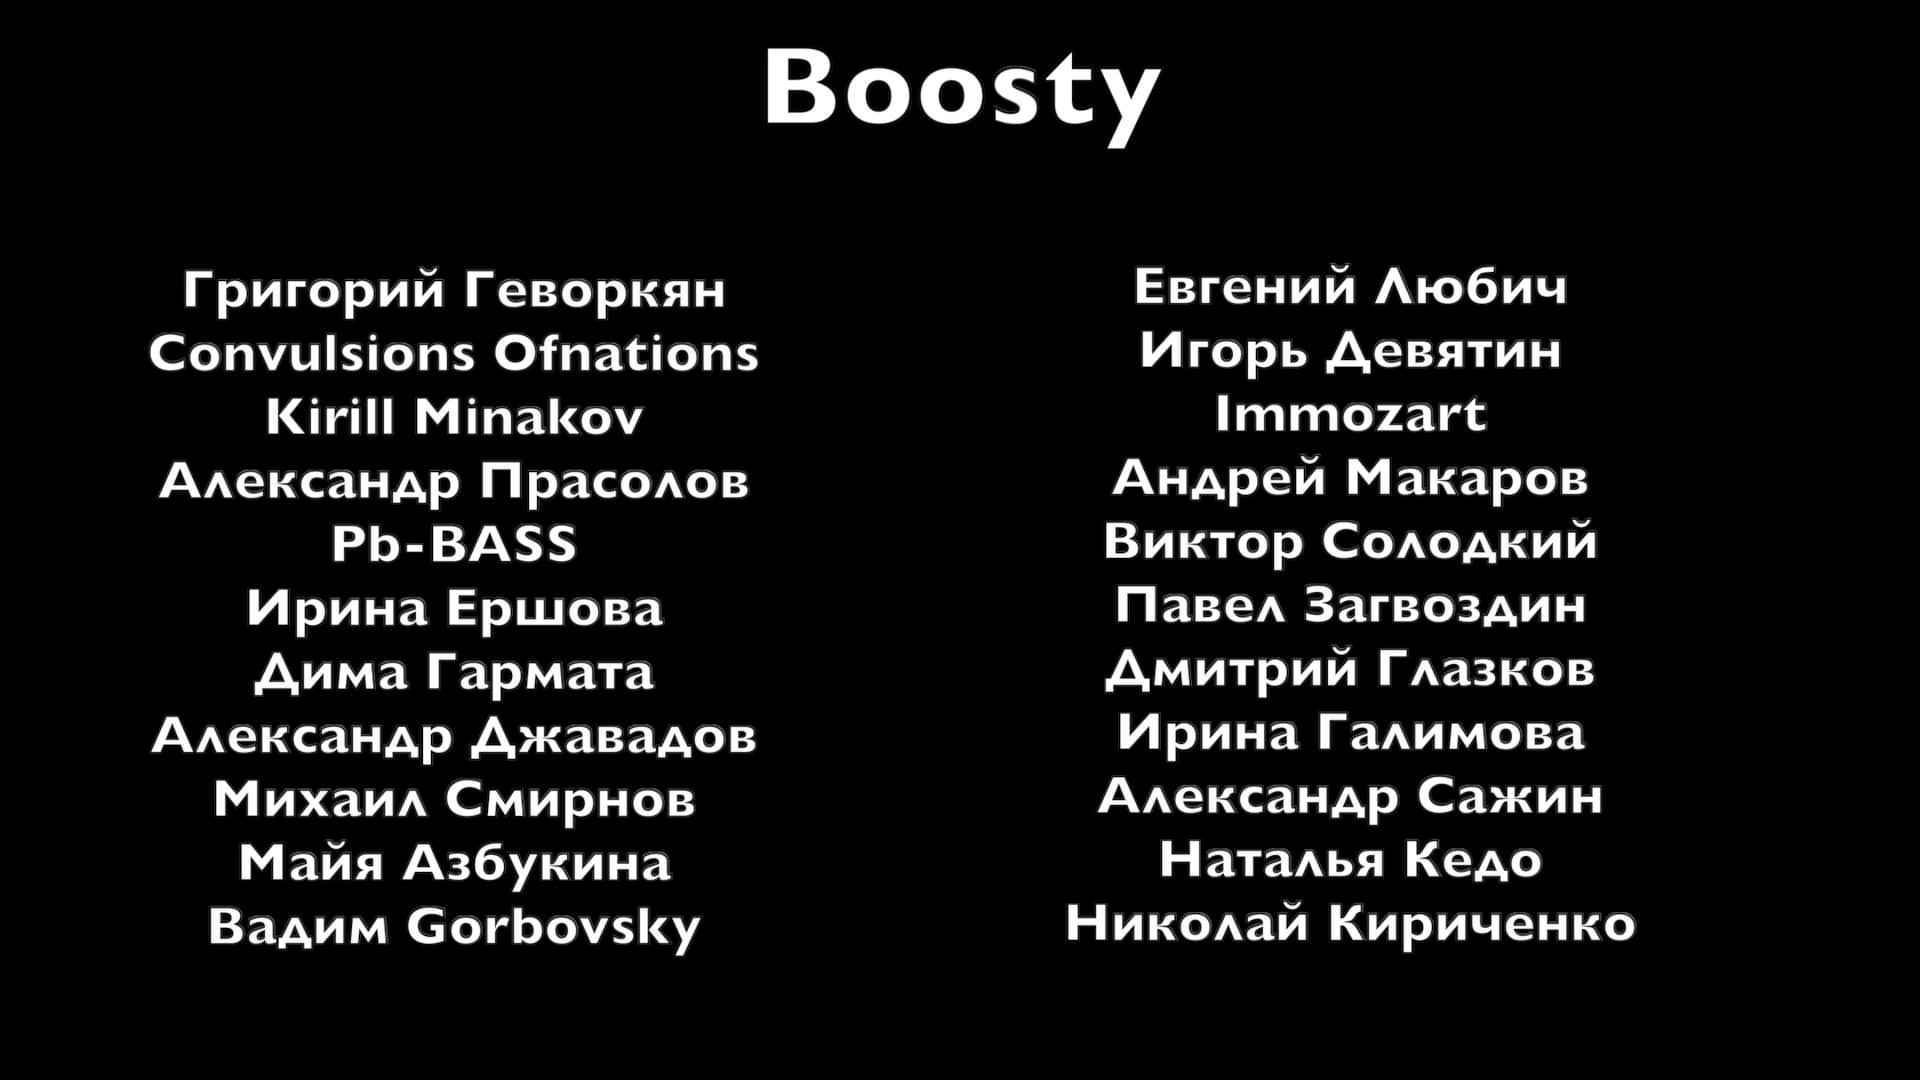 Boosty
Григорий Геворкян
Convulsions Ofnations
Kirill Minakov
Александр Прасолов
Pb-BASS
Ирина Ершова
Дима Гармата
Александр Джавадов
Михаил Смирнов
Майя Азбукина
Вадим Gorbovsky
Евгений Любич
Игорь Девятин
Immozart
Андрей Макаров
Виктор Солодкий
Павел Загвоздин
Дмитрий Глазков
Ирина Галимова
Александр Сажин
Наталья Кедо
Николай Кириченко